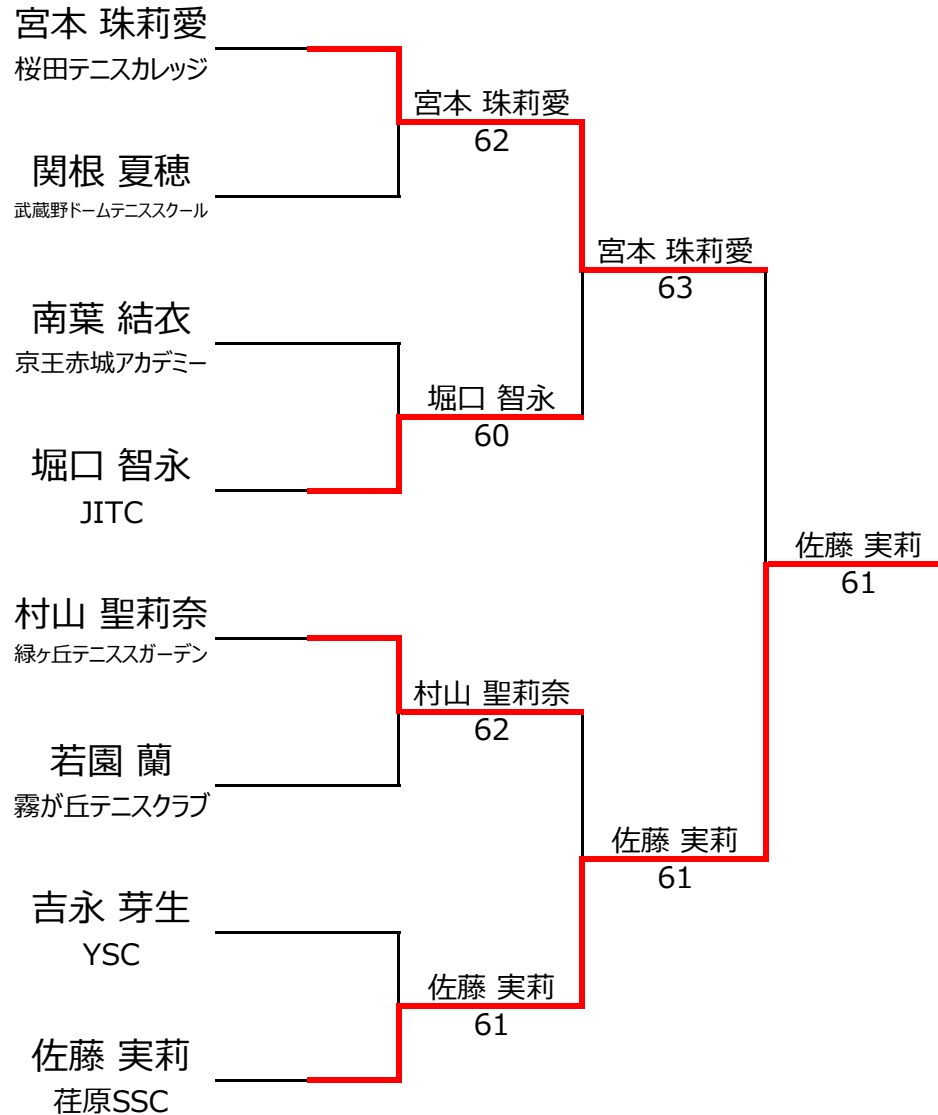 宮本 珠莉愛
桜田テニスカレッジ
関根 夏穂
武蔵野ドームテニススクール
南葉 結衣
京王赤城アカデミー
堀口 智永
JITC
村山 聖莉奈
緑ヶ丘テニススガーデン
若園 蘭
霧が丘テニスクラブ
吉永 芽生
YSC
佐藤 実莉
荏原SSC
宮本 珠莉愛
62
堀口 智永
60
村山 聖莉奈
62
佐藤 実莉
61
宮本 珠莉愛
63
佐藤 実莉
61
佐藤 実莉
61